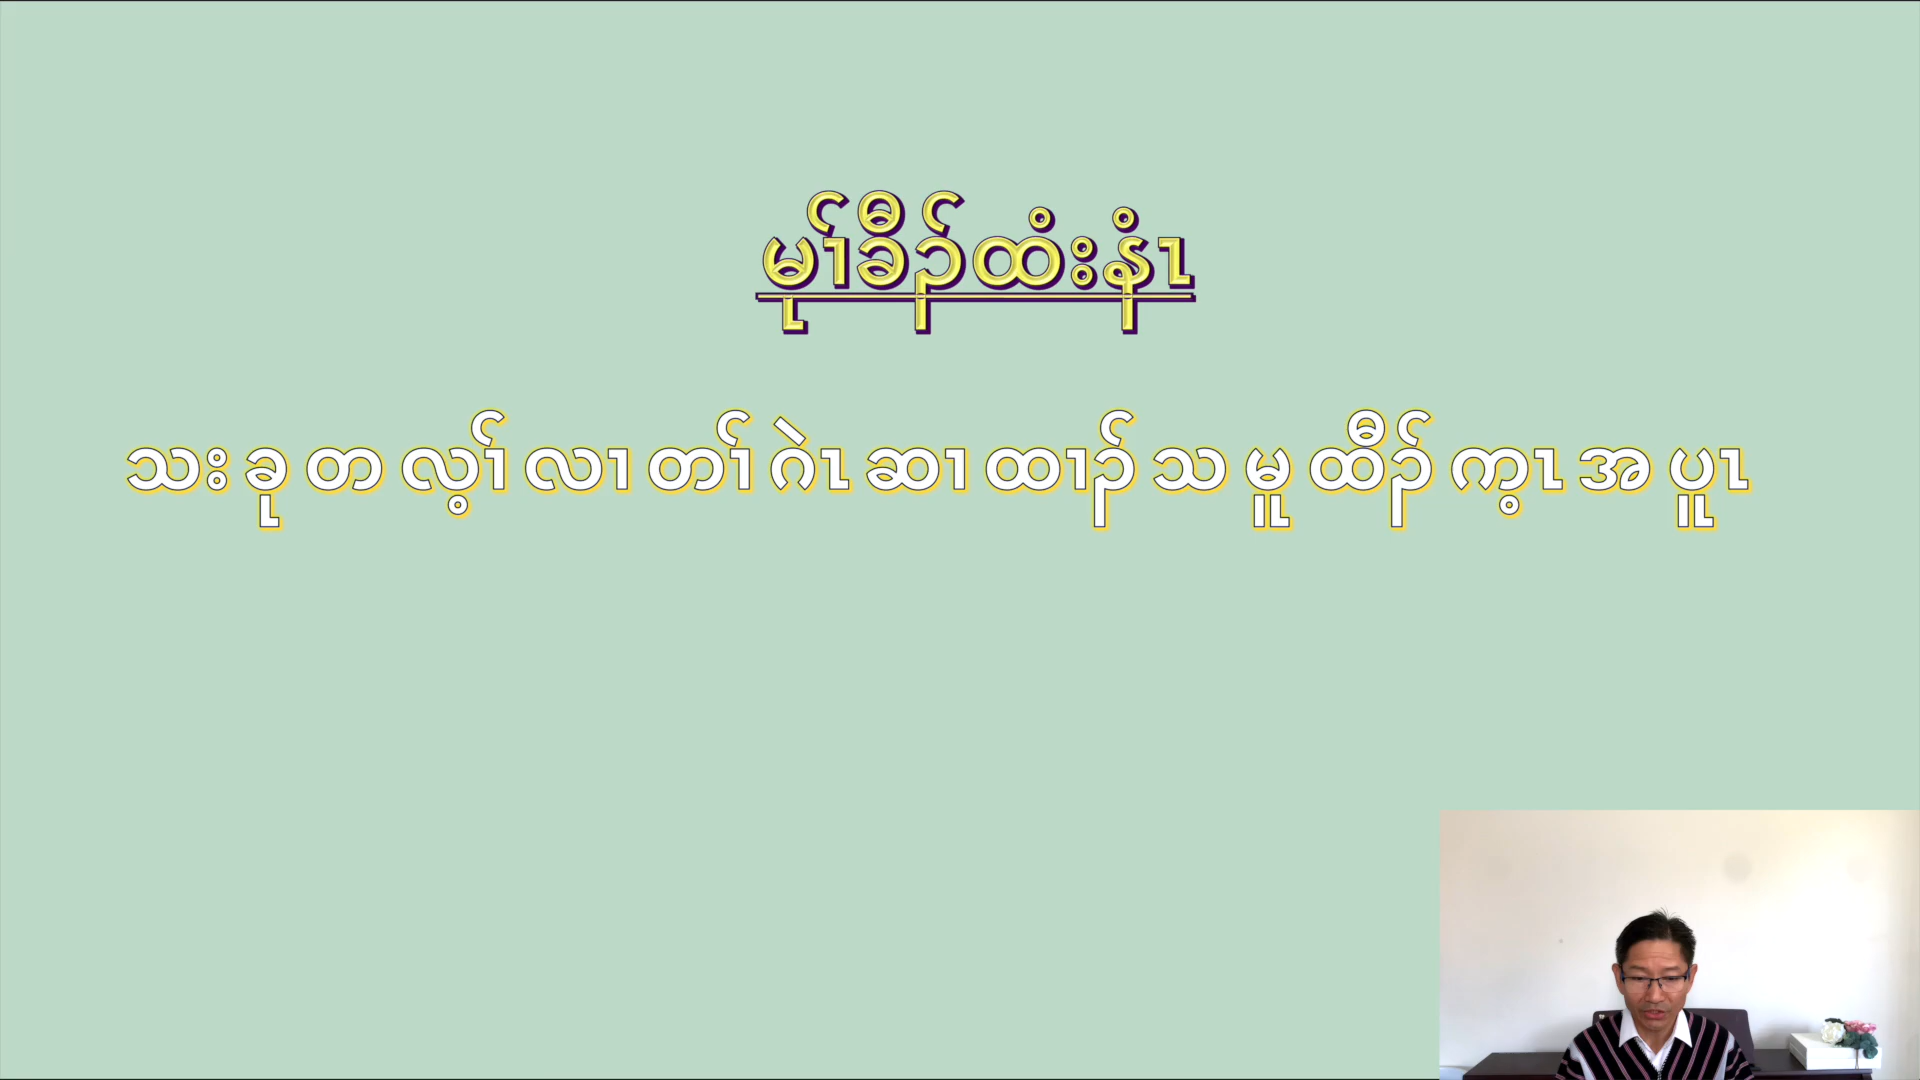 မုၢ်ခီၣ်ထံးနံၤ
သး ခု တ လ့ၢ် လၢ တၢ် ဂဲၤ ဆၢ ထၢၣ် သ မူ ထီၣ် က့ၤ အ ပူၤ